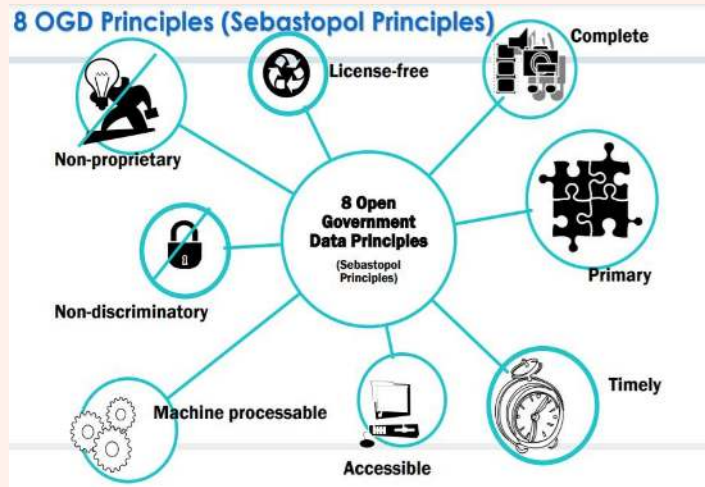 8 OGD Principles (Sebastopol Principles)
Complete
License-free
Non-proprietary
8 Open
Government
Data Principles
(Sebastopol
Principles)
Primary
Non-discriminatory
Timely
Machine processable
Accessible